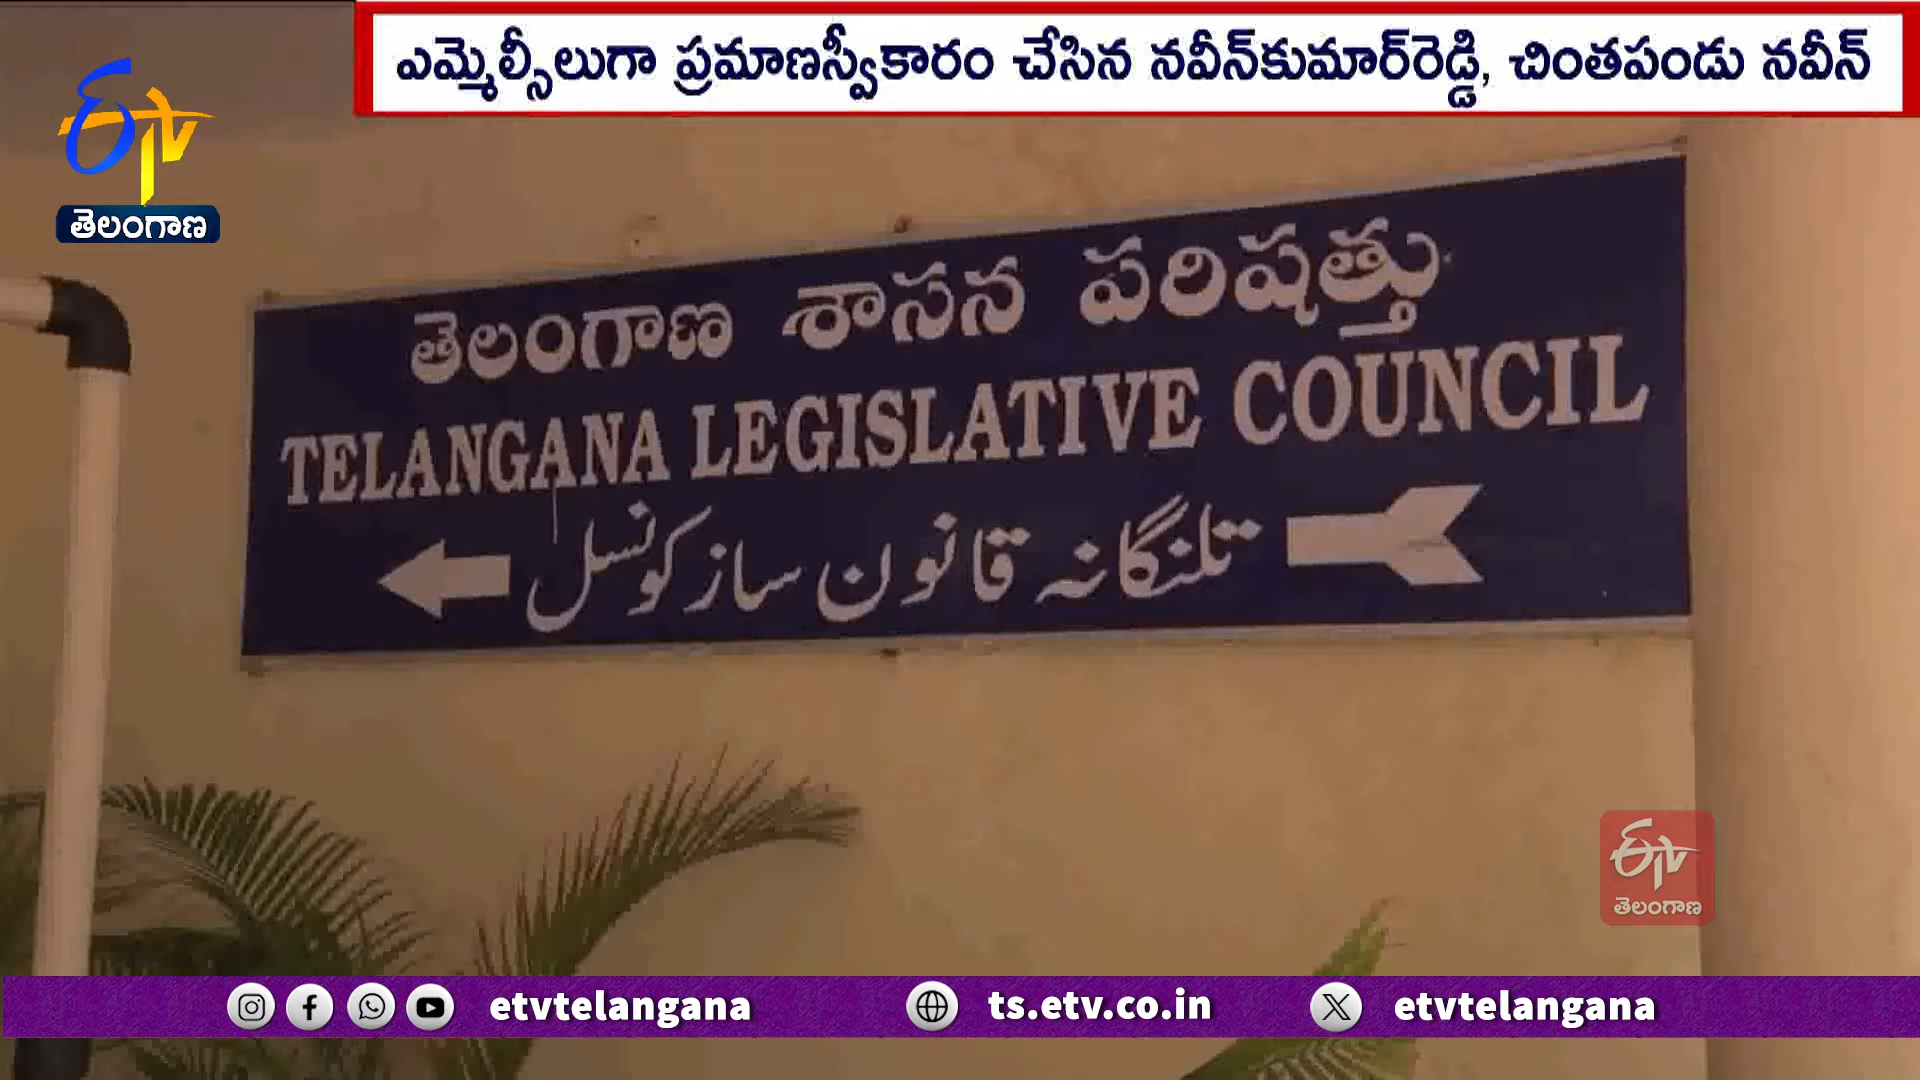 ఎమ్మెల్సీలుగా ప్రమాణస్వీకారం చేసిన నవీన్‌కుమార్‌రెడ్డి, చింతపండు నవీన్
ETV
తెలంగాణ
తెలంగాణ శాసన పరిషత్తు
TELANGANA LEGISLATIVE COUNCIL
تلنگانہ قانون ساز کونسل
ETV
తెలంగాణ
etvtelangana ts.etv.co.in etvtelangana